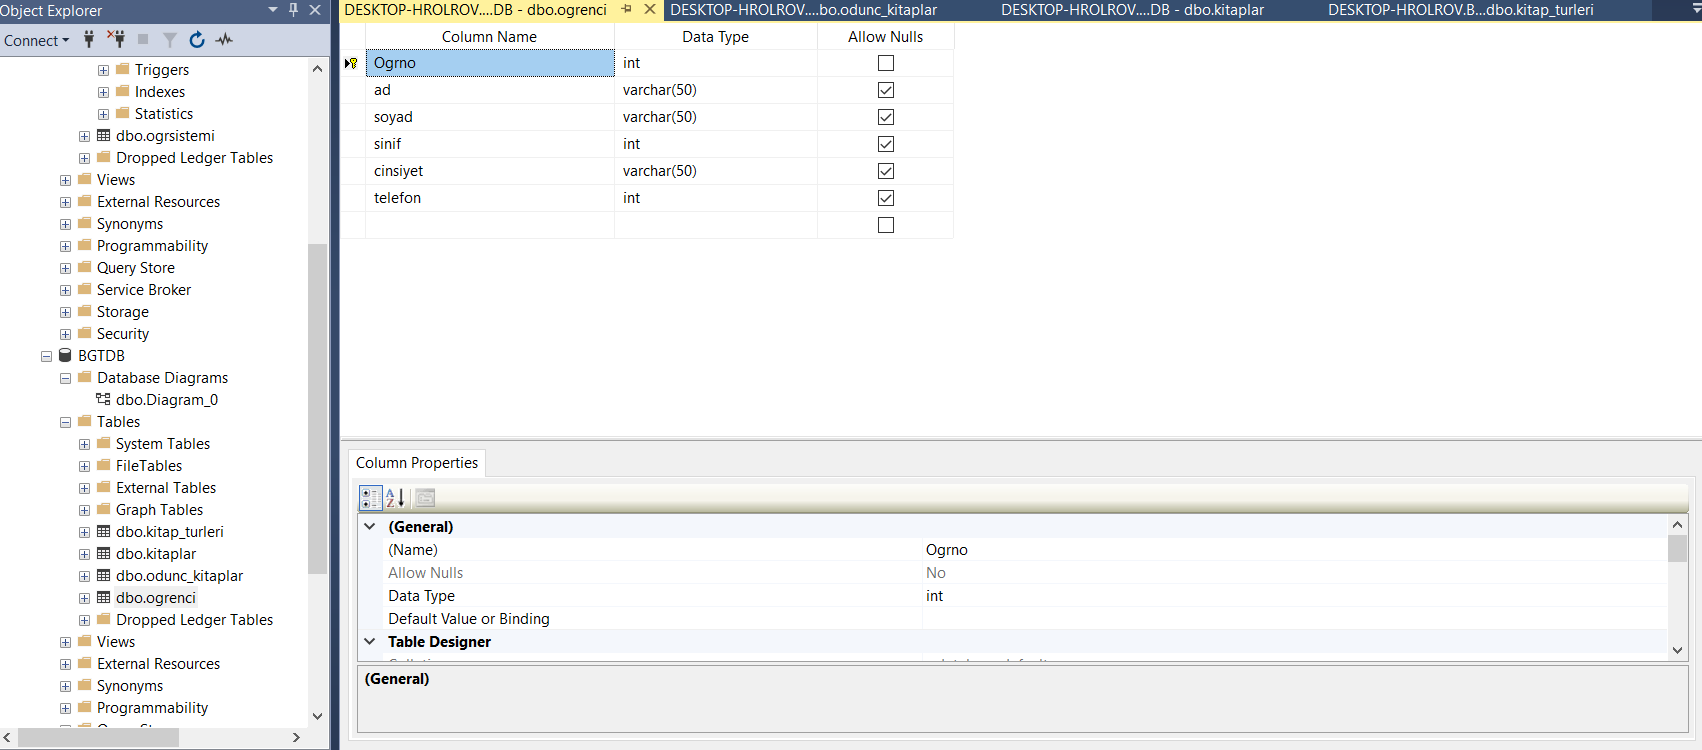 Object Explorer
Connect
Triggers
Indexes
Statistics
dbo.ogrsistemi
Dropped Ledger Tables
Views
External Resources
Synonyms
Programmability
Query Store
Service Broker
Storage
Security
BGTDB
Database Diagrams
dbo.Diagram_0
Tables
System Tables
FileTables
External Tables
Graph Tables
dbo.kitap_turleri
dbo.kitaplar
dbo.odunc_kitaplar
dbo.ogrenci
Dropped Ledger Tables
Views
External Resources
Synonyms
Programmability
DESKTOP-HROLROV....DB - dbo.ogrenci DESKTOP-HROLROV....bo.odunc_kitaplar DESKTOP-HROLROV....DB - dbo.kitaplar DESKTOP-HROLROV.B...dbo.kitap_turleri
Column Name Data Type Allow Nulls
Ogrno int
ad varchar(50)
soyad varchar(50)
sinif int
cinsiyet varchar(50)
telefon int
Column Properties
(General)
(Name) Ogrno
Allow Nulls No
Data Type int
Default Value or Binding
Table Designer
(General)